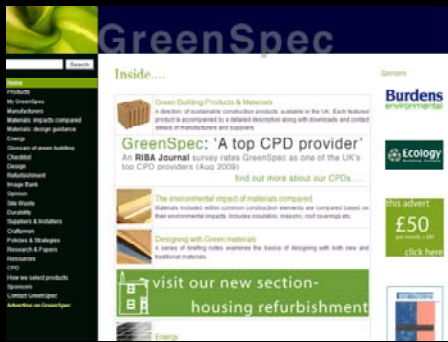 GreenSpec
Search
Inside....
Sponsors
Home
Products
My GreenSpec
Manufacturers
Materials: impacts compared
Materials: design guidance
Energy
Glossary of green building
Checklist
Design
Refurbishment
Image Bank
Opinion
Site Waste
Durability
Suppliers & Installers
Craftsmen
Policies & Strategies
Research & Papers
Resources
CPD
How we select products
Sponsors
Contact GreenSpec
Advertise on GreenSpec
Green Building Products & Materials
A directory of sustainable construction products available in the UK. Each featured
product is accompanied by a detailed description along with downloads and contact
details of manufacturers and suppliers.
GreenSpec: 'A top CPD provider'
An RIBA Journal survey rates GreenSpec as one of the UK's
top CPD providers (Aug 2009)
find out more about our CPDs.....
The environmental impact of materials compared
Materials included within common construction elements are compared based on
their environmental impacts. Includes insulation, masonry, roof coverings etc.
Designing with Green materials
A series of briefing notes examines the basics of designing with both new and
traditional materials.
visit our new section-
housing refurbishment
Energy
Burdens
environmental
Ecology
this advert
£50
click here